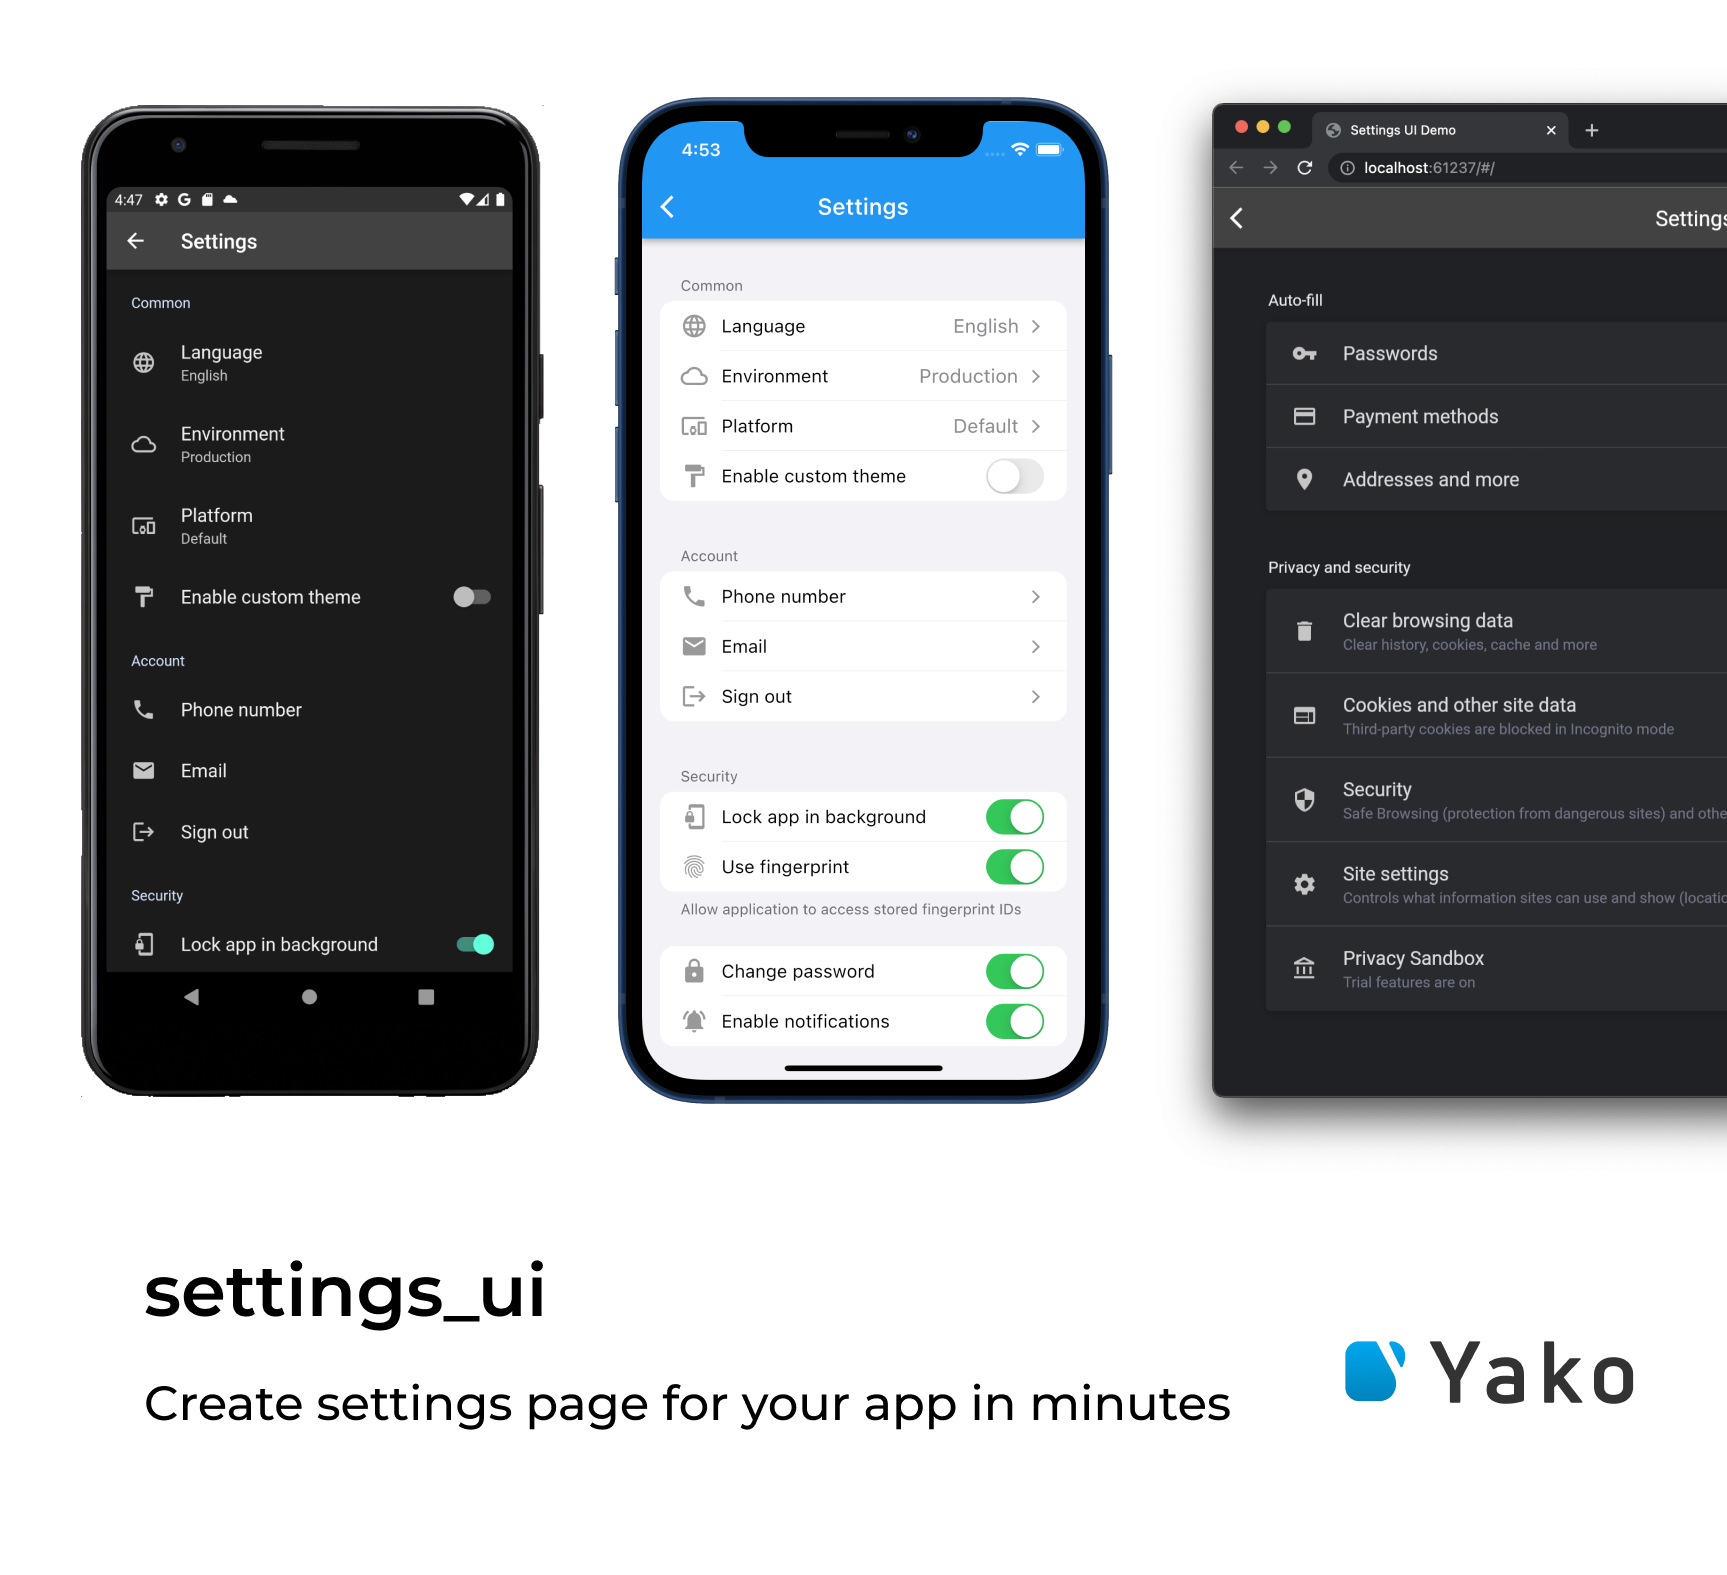 4:47
Settings
Common
Language
English
Environment
Production
Platform
Default
Enable custom theme
Account
Phone number
Email
Sign out
Security
Lock app in background
4:53
Settings
Common
Language English
Environment Production
Platform Default
Enable custom theme
Account
Phone number
Email
Sign out
Security
Lock app in background
Use fingerprint
Allow application to access stored fingerprint IDs
Change password
Enable notifications
Settings UI Demo
localhost:61237/#/
Settings
Auto-fill
Passwords
Payment methods
Addresses and more
Privacy and security
Clear browsing data
Clear history, cookies, cache and more
Cookies and other site data
Third-party cookies are blocked in Incognito mode
Security
Safe Browsing (protection from dangerous sites) and othe
Site settings
Controls what information sites can use and show (locatio
Privacy Sandbox
Trial features are on
settings_ui
Create settings page for your app in minutes
Yako